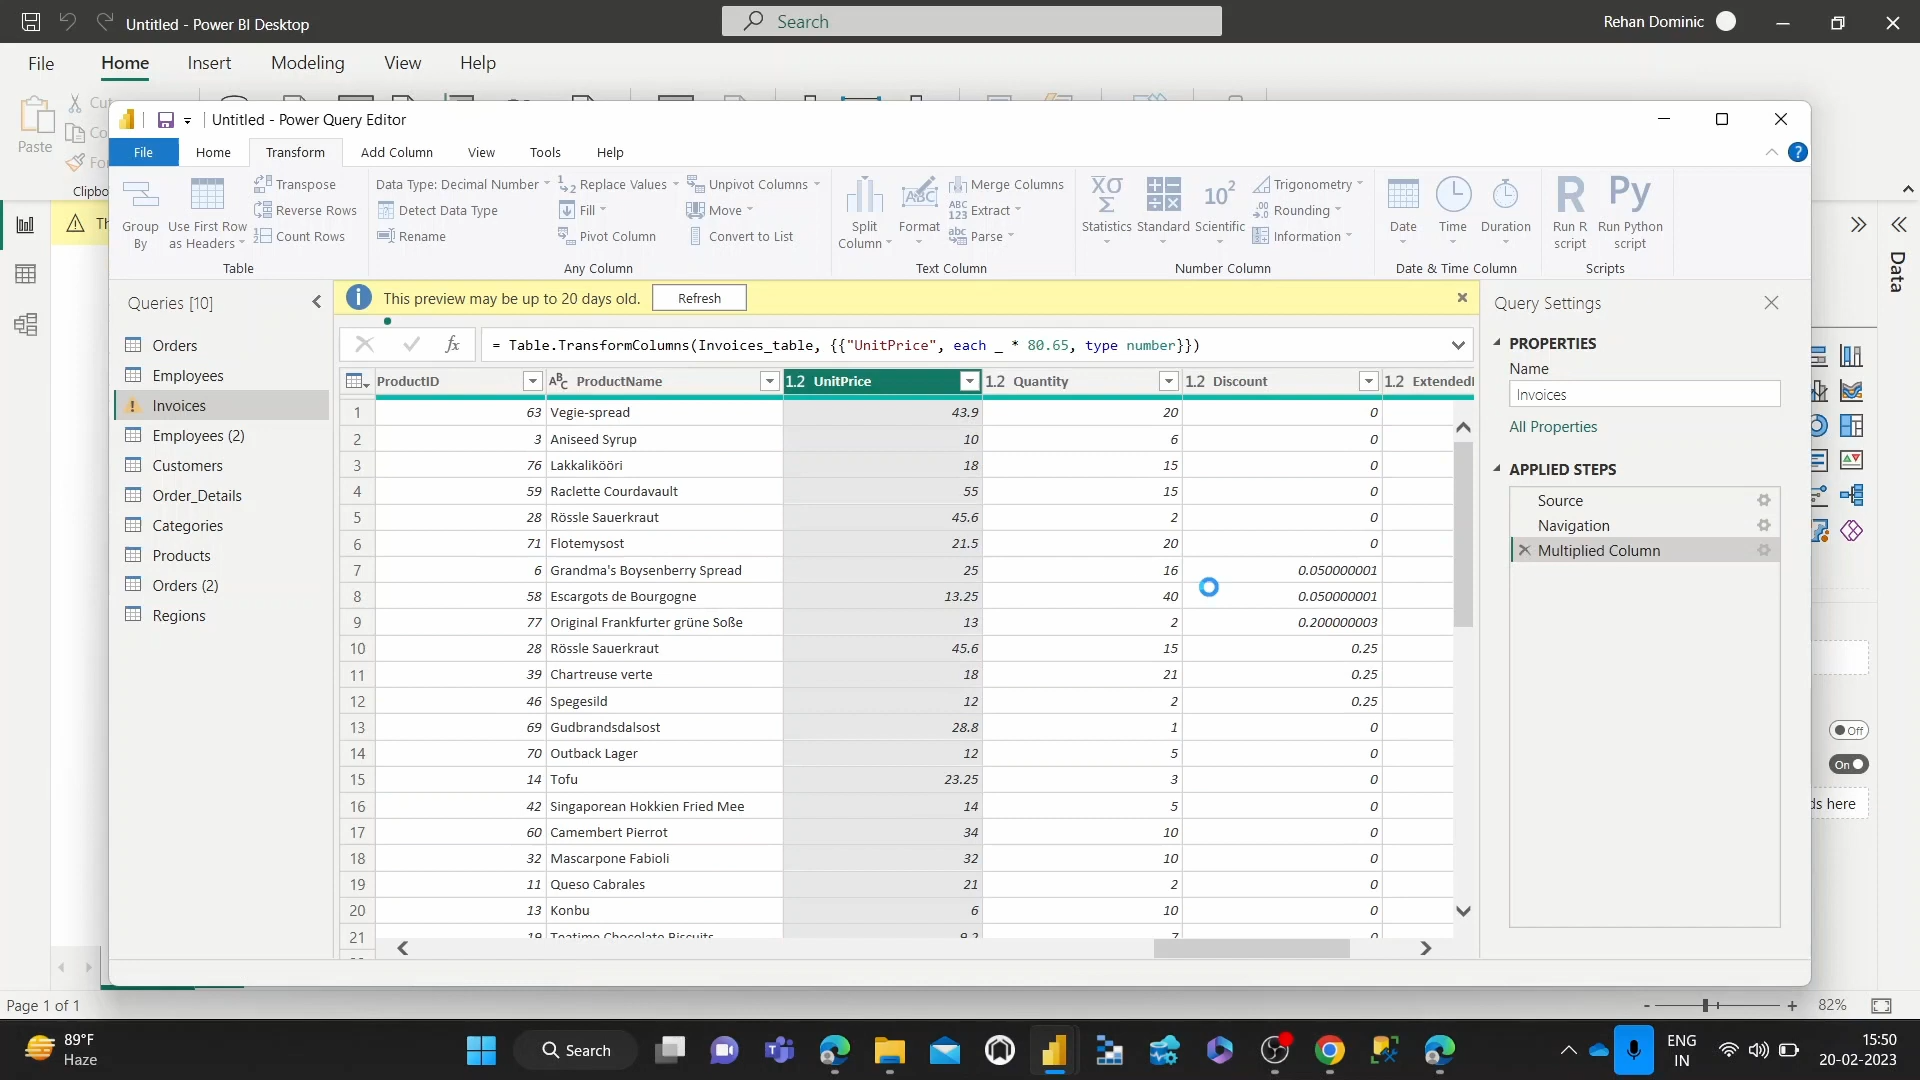 Untitled - Power BI Desktop
Search
Rehan Dominic
File
Home
Insert
Modeling
View
Help
Paste
Untitled - Power Query Editor
File
Home
Transform
Add Column
View
Tools
Help
Group By
Use First Row as Headers
Transpose
Reverse Rows
Count Rows
Table
Data Type: Decimal Number
Detect Data Type
Rename
Replace Values
Fill
Pivot Column
Unpivot Columns
Move
Convert to List
Any Column
Split Column
Format
Merge Columns
Extract
Parse
Text Column
Statistics
Standard
Scientific
Trigonometry
Rounding
Information
Number Column
Date
Time
Duration
Date & Time Column
Run R script
Run Python script
Scripts
Data
Queries [10]
Orders
Employees
Invoices
Employees (2)
Customers
Order_Details
Categories
Products
Orders (2)
Regions
This preview may be up to 20 days old.
Refresh
= Table.TransformColumns(Invoices_table, {{"UnitPrice", each _ * 80.65, type number}})
ProductID ABC ProductName 1.2 UnitPrice 1.2 Quantity 1.2 Discount 1.2
1 63 Vegie-spread 43.9 20 0
2 3 Aniseed Syrup 10 6 0
3 76 Lakkalikööri 18 15 0
4 59 Raclette Courdavault 55 15 0
5 28 Rössle Sauerkraut 45.6 2 0
6 71 Flotemysost 21.5 20 0
7 6 Grandma's Boysenberry Spread 25 16 0.050000001
8 58 Escargots de Bourgogne 13.25 40 0.050000001
9 77 Original Frankfurter grüne Soße 13 2 0.200000003
10 28 Rössle Sauerkraut 45.6 15 0.25
11 39 Chartreuse verte 18 21 0.25
12 46 Spegesild 12 2 0.25
13 69 Gudbrandsdalsost 28.8 1 0
14 70 Outback Lager 12 5 0
15 14 Tofu 23.25 3 0
16 42 Singaporean Hokkien Fried Mee 14 5 0
17 60 Camembert Pierrot 34 10 0
18 32 Mascarpone Fabioli 32 10 0
19 11 Queso Cabrales 21 2 0
20 13 Konbu 6 10 0
21 19 Teatime Chocolate Biscuits 9.2 7 0
Query Settings
PROPERTIES
Name
Invoices
All Properties
APPLIED STEPS
Source
Navigation
Multiplied Column
Off
On
here
Page 1 of 1
82%
89°F
Haze
Search
ENG
IN
15:50
20-02-2023